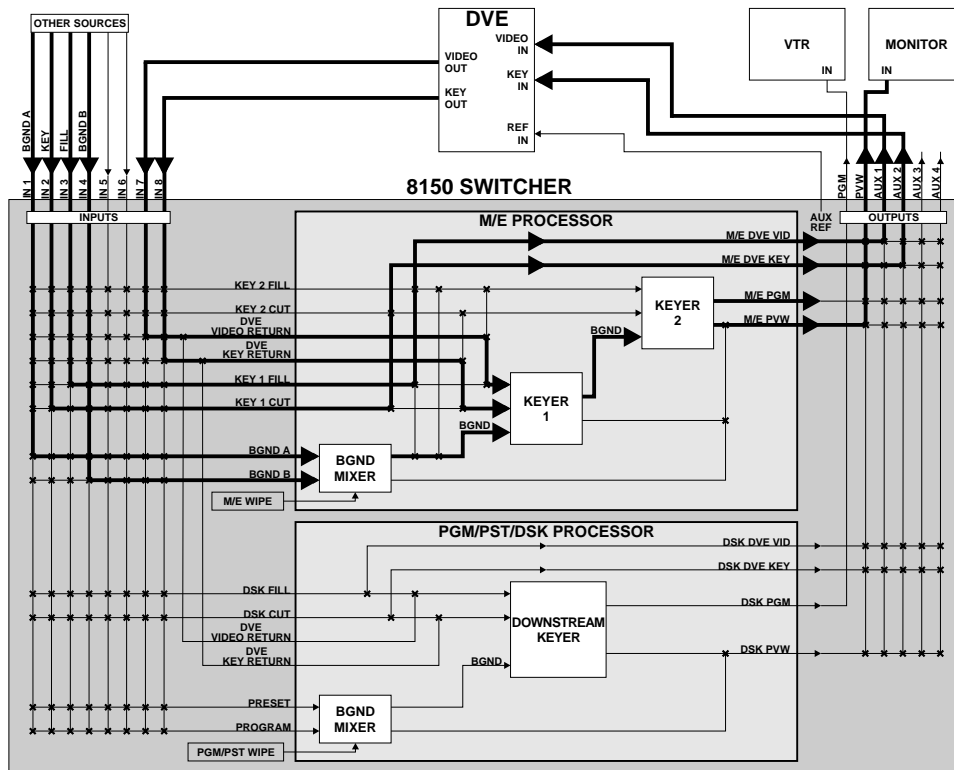 OTHER SOURCES
DVE
VIDEO IN
VIDEO OUT
KEY IN
KEY OUT
REF IN
VTR
IN
MONITOR
IN
BGND A
KEY
FILL
BGND B
IN 1
IN 2
IN 3
IN 4
IN 5
IN 6
IN 7
IN 8
PGM
PVW
AUX 1
AUX 2
AUX 3
AUX 4
8150 SWITCHER
INPUTS
OUTPUTS
AUX REF
M/E PROCESSOR
M/E DVE VID
M/E DVE KEY
KEY 2 FILL
KEY 2 CUT
DVE
VIDEO RETURN
DVE
KEY RETURN
KEY 1 FILL
KEY 1 CUT
KEYER 2
BGND
M/E PGM
M/E PVW
KEYER 1
BGND
BGND A
BGND B
BGND MIXER
M/E WIPE
PGM/PST/DSK PROCESSOR
DSK DVE VID
DSK DVE KEY
DSK FILL
DSK CUT
DVE
VIDEO RETURN
DVE
KEY RETURN
DOWNSTREAM KEYER
BGND
DSK PGM
DSK PVW
PRESET
PROGRAM
BGND MIXER
PGM/PST WIPE